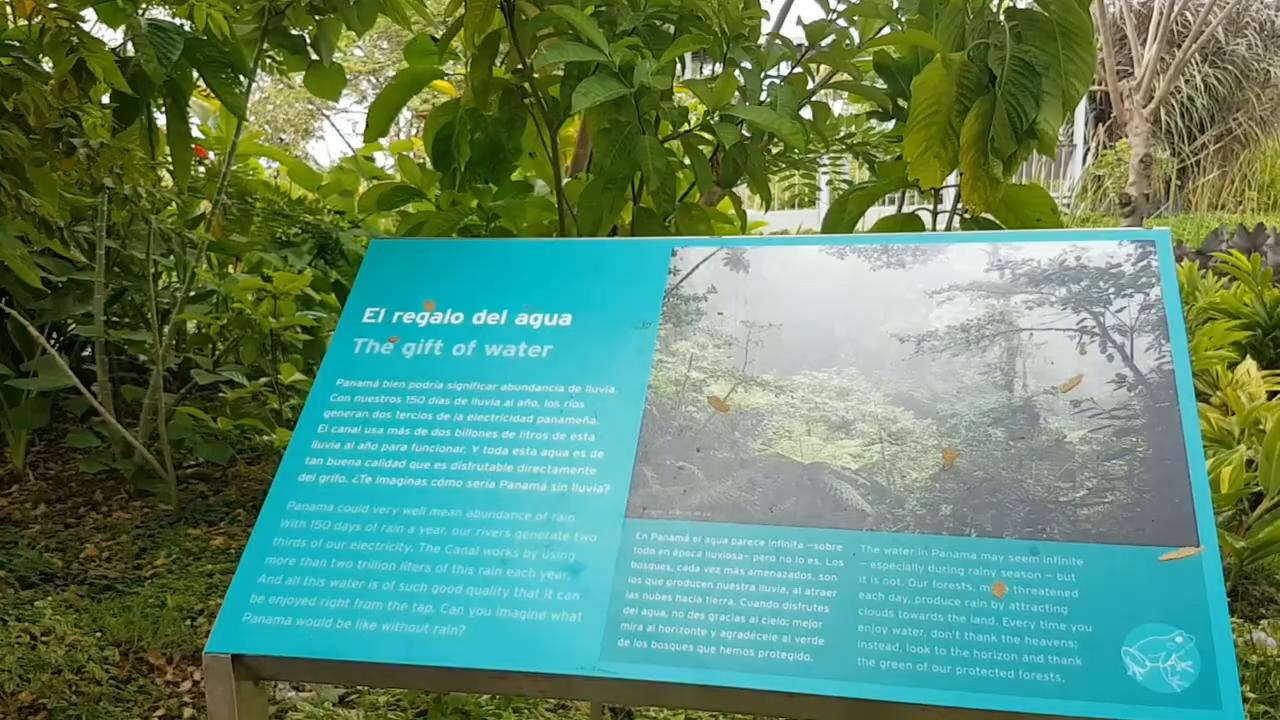 El regalo del agua
The gift of water
Panamá bien podría significar abundancia de lluvia.
Con nuestros 150 días de lluvia al año, los ríos
generan dos tercios de la electricidad panameña.
El canal usa más de dos billones de litros de esta
lluvia al año para funcionar. Y toda esta agua es de
tan buena calidad que es disfrutable directamente
del grifo. ¿Te imaginas cómo sería Panamá sin lluvia?
Panama could very well mean abundance of rain.
With 150 days of rain a year, our rivers generate two
thirds of our electricity. The Canal works by using
more than two trillion liters of this rain each year.
And all this water is of such good quality that it can
be enjoyed right from the tap. Can you imagine what
Panama would be like without rain?
En Panamá el agua parece infinita –sobre
todo en época lluviosa– pero no lo es. Los
bosques, cada vez más amenazados, son
los que producen nuestra lluvia, al atraer
las nubes hacia tierra. Cuando disfrutes
del agua, no des gracias al cielo; mejor
mira al horizonte y agradécele al verde
de los bosques que hemos protegido.
The water in Panama may seem infinite
– especially during rainy season – but
it is not. Our forests, threatened
each day, produce rain by attracting
clouds towards the land. Every time you
enjoy water, don't thank the heavens;
instead, look to the horizon and thank
the green of our protected forests.